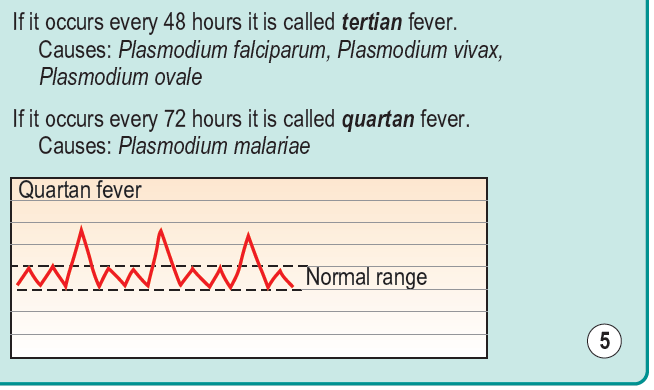 If it occurs every 48 hours it is called tertian fever.
Causes: Plasmodium falciparum, Plasmodium vivax,
Plasmodium ovale
If it occurs every 72 hours it is called quartan fever.
Causes: Plasmodium malariae
Quartan fever
Normal range
5